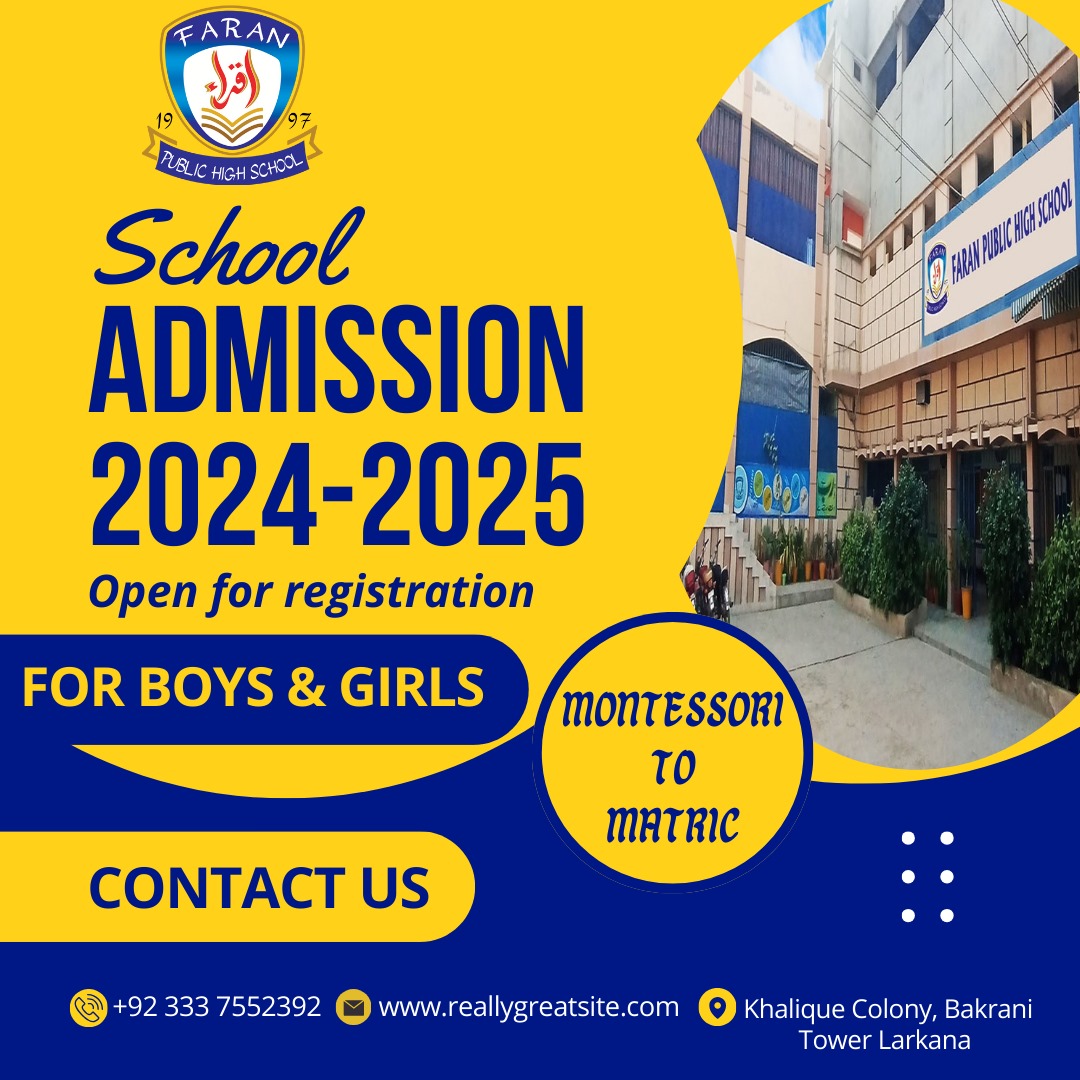 FARAN
اقراء
19 97
PUBLIC HIGH SCHOOL
FARAN PUBLIC HIGH SCHOOL
School
ADMISSION
2024-2025
Open for registration
FOR BOYS & GIRLS
MONTESSORI
TO
MATRIC
CONTACT US
+92 333 7552392
www.reallygreatsite.com
Khalique Colony, Bakrani
Tower Larkana